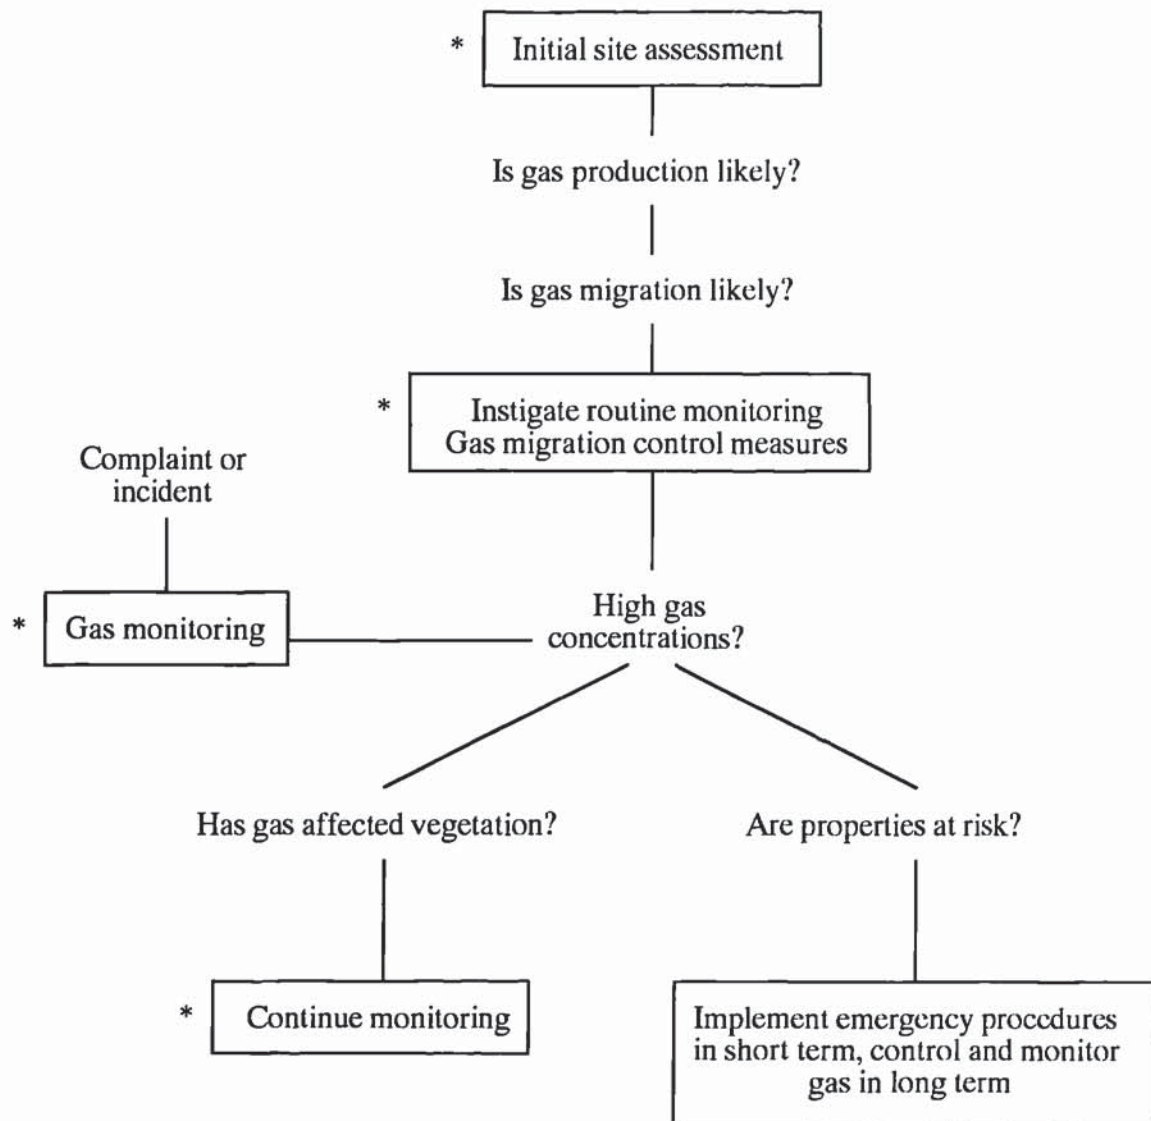 * Initial site assessment
Is gas production likely?
Is gas migration likely?
* Instigate routine monitoring
Gas migration control measures
Complaint or
incident
* Gas monitoring
High gas
concentrations?
Has gas affected vegetation?
Are properties at risk?
* Continue monitoring
Implement emergency procedures
in short term, control and monitor
gas in long term